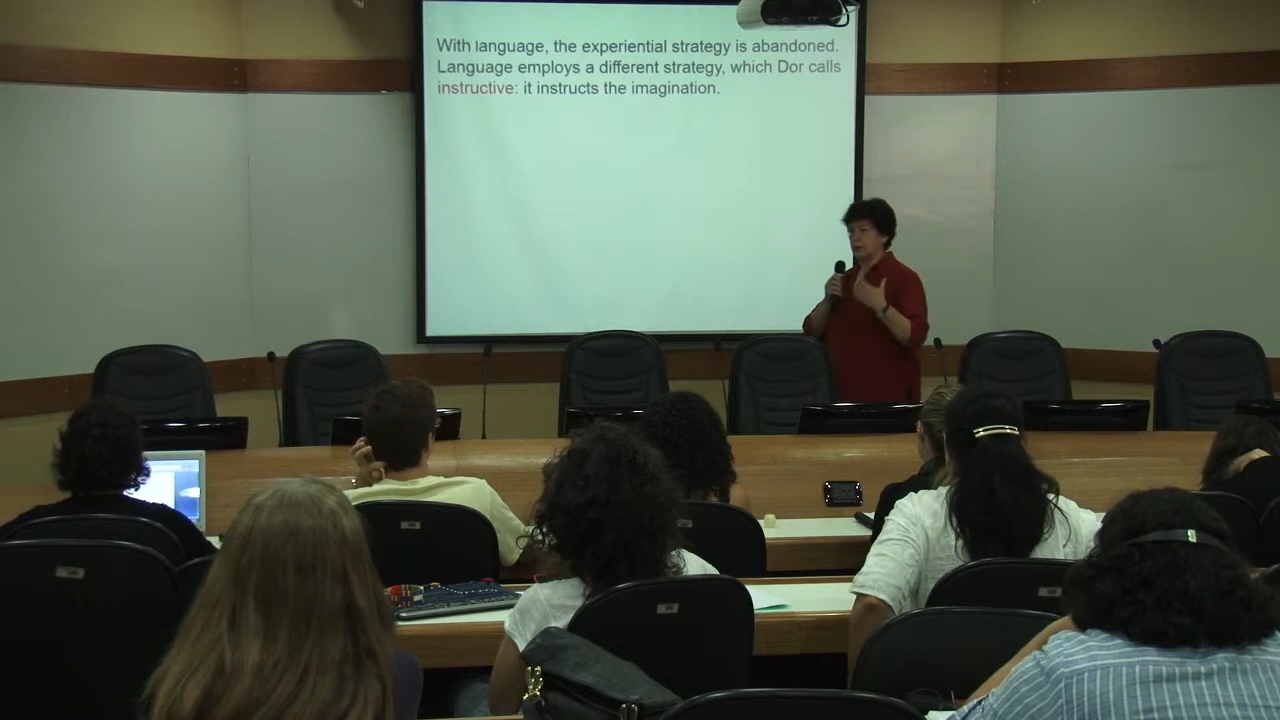 With language, the experiential strategy is abandoned.
Language employs a different strategy, which Dor calls
instructive: it instructs the imagination.